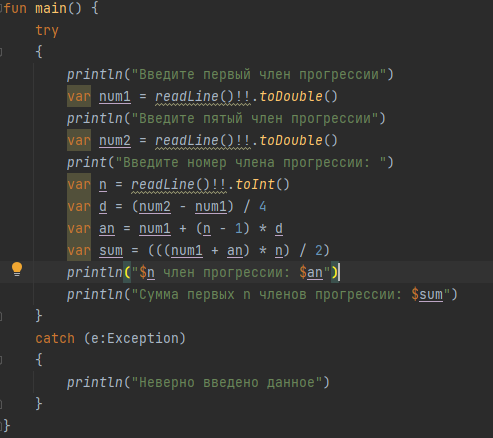 fun main() {
try
{
println("Введите первый член прогрессии")
var num1 = readLine()!!.toDouble()
println("Введите пятый член прогрессии")
var num2 = readLine()!!.toDouble()
print("Введите номер члена прогрессии: ")
var n = readLine()!!.toInt()
var d = (num2 - num1) / 4
var an = num1 + (n - 1) * d
var sum = (((num1 + an) * n) / 2)
println("$n член прогрессии: $an")
println("Сумма первых n членов прогрессии: $sum")
}
catch (e:Exception)
{
println("Неверно введено данное")
}
}